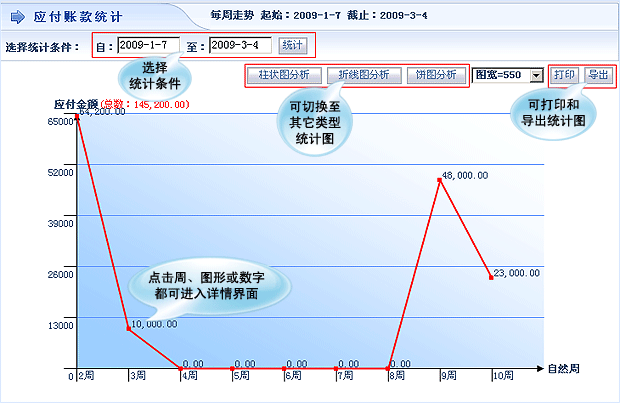 应付账款统计 每周走势 起始：2009-1-7 截止：2009-3-4
选择统计条件： 自： 2009-1-7 至： 2009-3-4 统计
选择
统计条件
柱状图分析 折线图分析 饼图分析 图宽=550 打印 导出
可切换至
其它类型
统计图
可打印和
导出统计图
应付金额(总数：145,200.00)
64,200.00
65000
52000
48,000.00
39000
26000
23,000.00
点击周、图形或数字
都可进入详情界面
13000
10,000.00
0.00 0.00 0.00 0.00 0.00
0 2周 3周 4周 5周 6周 7周 8周 9周 10周 自然周